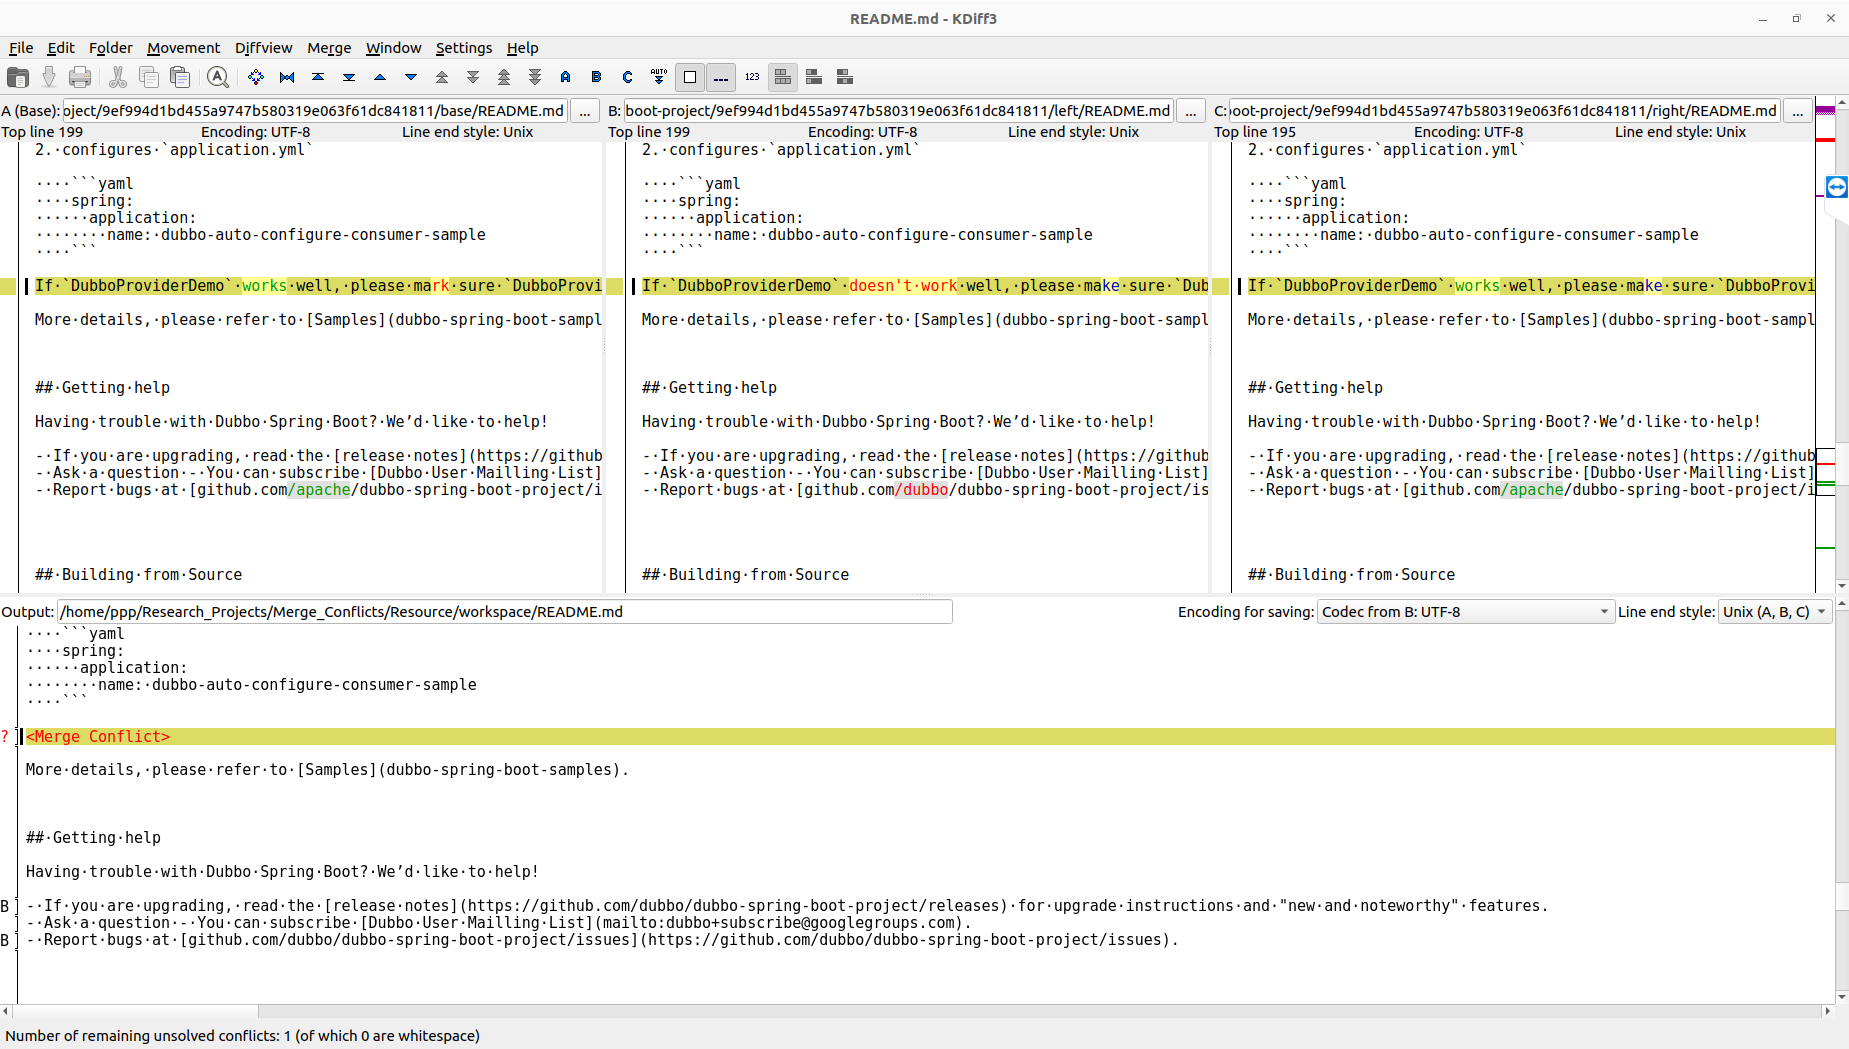 README.md - KDiff3
File Edit Folder Movement Diffview Merge Window Settings Help
A B C AUTO 123
A (Base): oject/9ef994d1bd455a9747b580319e063f61dc841811/base/README.md ...
Top line 199 Encoding: UTF-8 Line end style: Unix
2.·configures·`application.yml`
····```yaml
····spring:
······application:
········name:·dubbo-auto-configure-consumer-sample
····```
If·`DubboProviderDemo`·works·well,·please·mark·sure·`DubboProvi
More·details,·please·refer·to·[Samples](dubbo-spring-boot-sampl
##·Getting·help
Having·trouble·with·Dubbo·Spring·Boot?·We’d·like·to·help!
-·If·you·are·upgrading,·read·the·[release·notes](https://github
-·Ask·a·question·-·You·can·subscribe·[Dubbo·User·Mailling·List]
-·Report·bugs·at·[github.com/apache/dubbo-spring-boot-project/i
##·Building·from·Source
B: boot-project/9ef994d1bd455a9747b580319e063f61dc841811/left/README.md ...
Top line 199 Encoding: UTF-8 Line end style: Unix
2.·configures·`application.yml`
····```yaml
····spring:
······application:
········name:·dubbo-auto-configure-consumer-sample
····```
If·`DubboProviderDemo`·doesn't·work·well,·please·make·sure·`Dub
More·details,·please·refer·to·[Samples](dubbo-spring-boot-sampl
##·Getting·help
Having·trouble·with·Dubbo·Spring·Boot?·We’d·like·to·help!
-·If·you·are·upgrading,·read·the·[release·notes](https://github
-·Ask·a·question·-·You·can·subscribe·[Dubbo·User·Mailling·List]
-·Report·bugs·at·[github.com/dubbo/dubbo-spring-boot-project/is
##·Building·from·Source
C: oot-project/9ef994d1bd455a9747b580319e063f61dc841811/right/README.md ...
Top line 195 Encoding: UTF-8 Line end style: Unix
2.·configures·`application.yml`
····```yaml
····spring:
······application:
········name:·dubbo-auto-configure-consumer-sample
····```
If·`DubboProviderDemo`·works·well,·please·make·sure·`DubboProvi
More·details,·please·refer·to·[Samples](dubbo-spring-boot-sampl
##·Getting·help
Having·trouble·with·Dubbo·Spring·Boot?·We’d·like·to·help!
-·If·you·are·upgrading,·read·the·[release·notes](https://github
-·Ask·a·question·-·You·can·subscribe·[Dubbo·User·Mailling·List]
-·Report·bugs·at·[github.com/apache/dubbo-spring-boot-project/i
##·Building·from·Source
Output: /home/ppp/Research_Projects/Merge_Conflicts/Resource/workspace/README.md Encoding for saving: Codec from B: UTF-8 Line end style: Unix (A, B, C)
····```yaml
····spring:
······application:
········name:·dubbo-auto-configure-consumer-sample
····```
? <Merge Conflict>
More·details,·please·refer·to·[Samples](dubbo-spring-boot-samples).
##·Getting·help
Having·trouble·with·Dubbo·Spring·Boot?·We’d·like·to·help!
B -·If·you·are·upgrading,·read·the·[release·notes](https://github.com/dubbo/dubbo-spring-boot-project/releases)·for·upgrade·instructions·and·"new·and·noteworthy"·features.
-·Ask·a·question·-·You·can·subscribe·[Dubbo·User·Mailling·List](mailto:dubbo+subscribe@googlegroups.com).
B -·Report·bugs·at·[github.com/dubbo/dubbo-spring-boot-project/issues](https://github.com/dubbo/dubbo-spring-boot-project/issues).
Number of remaining unsolved conflicts: 1 (of which 0 are whitespace)